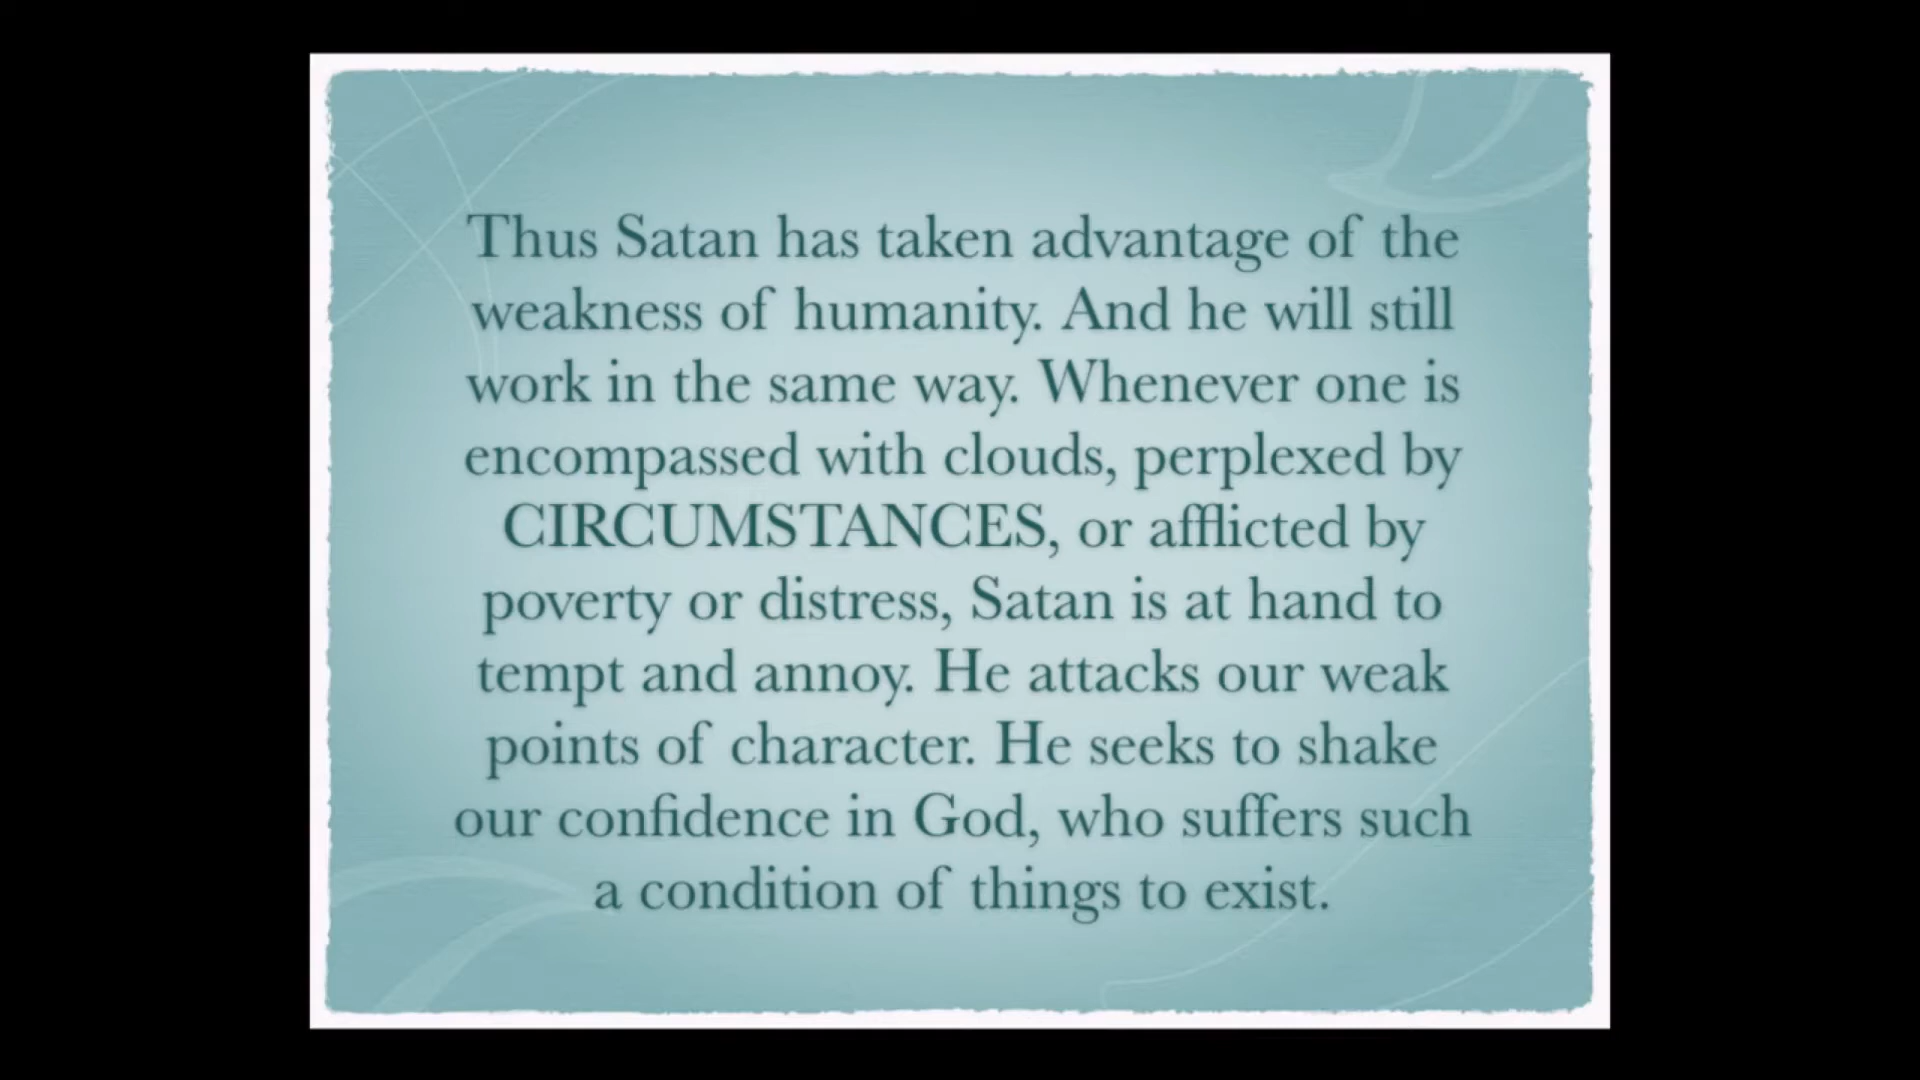 Thus Satan has taken advantage of the
weakness of humanity. And he will still
work in the same way. Whenever one is
encompassed with clouds, perplexed by
CIRCUMSTANCES, or afflicted by
poverty or distress, Satan is at hand to
tempt and annoy. He attacks our weak
points of character. He seeks to shake
our confidence in God, who suffers such
a condition of things to exist.